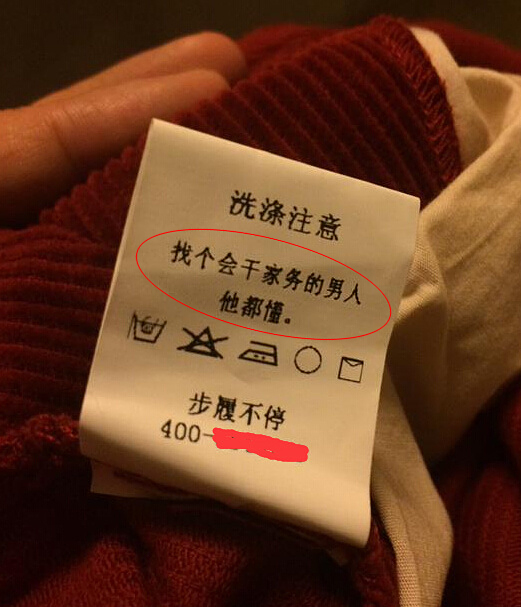 洗涤注意
找个会干家务的男人
他都懂。
步履不停
400-